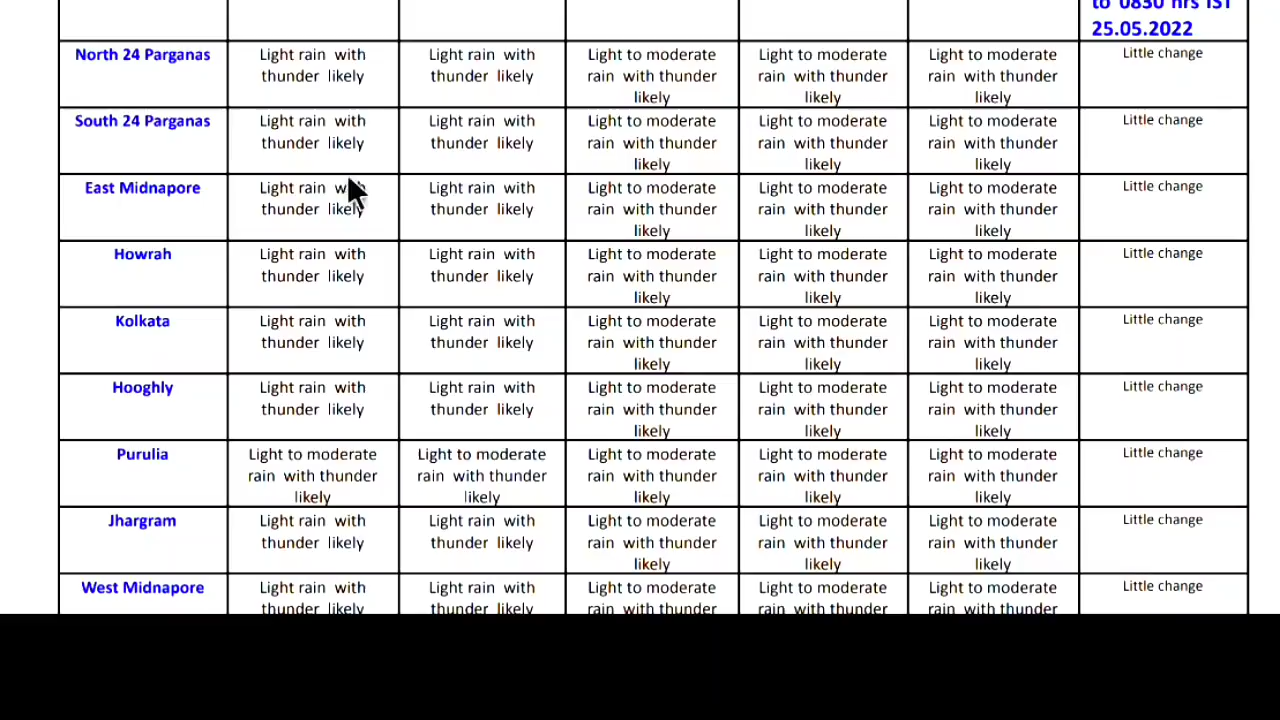 to 0830 hrs IST
25.05.2022
North 24 Parganas Light rain with Light rain with Light to moderate Light to moderate Light to moderate Little change
thunder likely thunder likely rain with thunder rain with thunder rain with thunder
likely likely likely
South 24 Parganas Light rain with Light rain with Light to moderate Light to moderate Light to moderate Little change
thunder likely thunder likely rain with thunder rain with thunder rain with thunder
likely likely likely
East Midnapore Light rain with Light rain with Light to moderate Light to moderate Light to moderate Little change
thunder likely thunder likely rain with thunder rain with thunder rain with thunder
likely likely likely
Howrah Light rain with Light rain with Light to moderate Light to moderate Light to moderate Little change
thunder likely thunder likely rain with thunder rain with thunder rain with thunder
likely likely likely
Kolkata Light rain with Light rain with Light to moderate Light to moderate Light to moderate Little change
thunder likely thunder likely rain with thunder rain with thunder rain with thunder
likely likely likely
Hooghly Light rain with Light rain with Light to moderate Light to moderate Light to moderate Little change
thunder likely thunder likely rain with thunder rain with thunder rain with thunder
likely likely likely
Purulia Light to moderate Light to moderate Light to moderate Light to moderate Light to moderate Little change
rain with thunder rain with thunder rain with thunder rain with thunder rain with thunder
likely likely likely likely likely
Jhargram Light rain with Light rain with Light to moderate Light to moderate Light to moderate Little change
thunder likely thunder likely rain with thunder rain with thunder rain with thunder
likely likely likely
West Midnapore Light rain with Light rain with Light to moderate Light to moderate Light to moderate Little change
thunder likely thunder likely rain with thunder rain with thunder rain with thunder